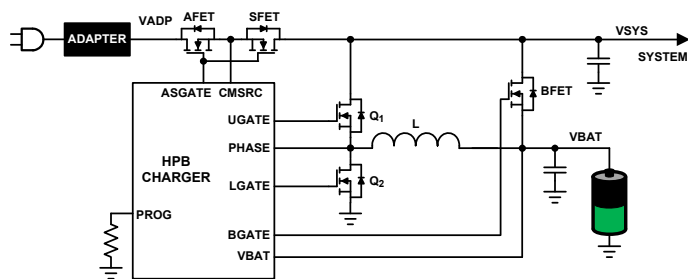 VADP
AFET
SFET
VSYS
ADAPTER
SYSTEM
ASGATE
CMSRC
BFET
UGATE
Q1
L
VBAT
PHASE
HPB
CHARGER
LGATE
Q2
PROG
BGATE
VBAT